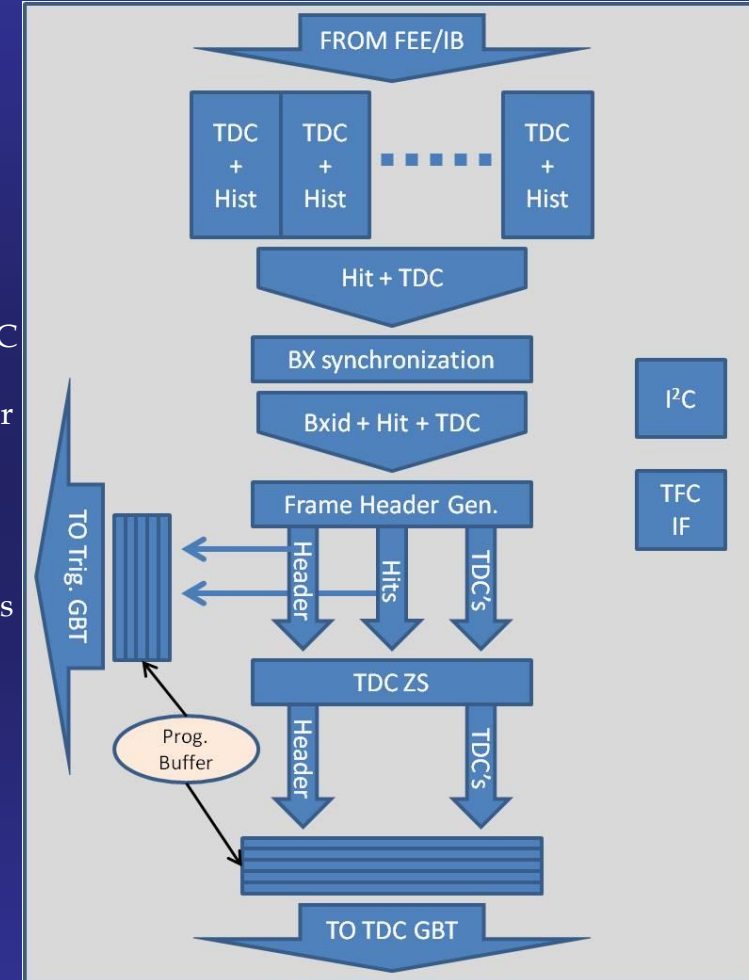 FROM FEE/IB
TDC
+
Hist
TDC
+
Hist
TDC
+
Hist
Hit + TDC
BX synchronization
Bxid + Hit + TDC
I²C
Frame Header Gen.
TFC
IF
TO Trig. GBT
Header
Hits
TDC's
TDC ZS
Prog.
Buffer
Header
TDC's
TO TDC GBT